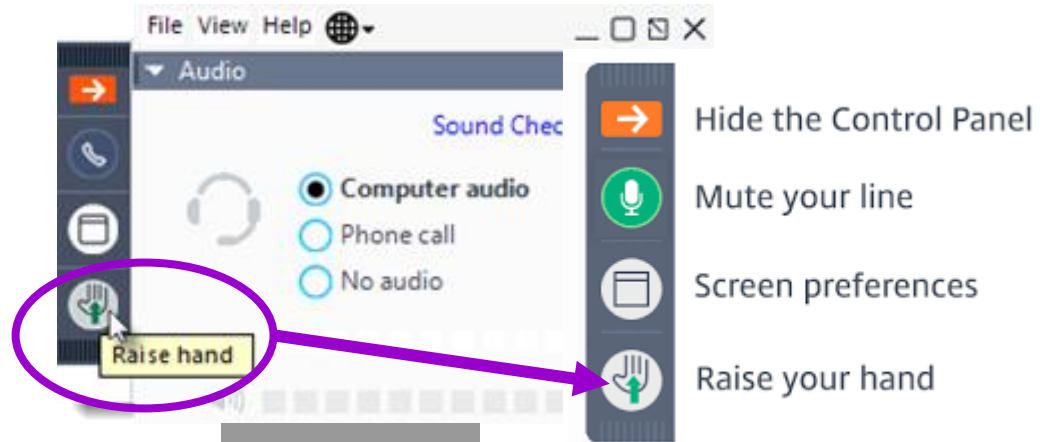 File View Help
Audio
Sound Chec
Computer audio
Phone call
No audio
Raise hand
Hide the Control Panel
Mute your line
Screen preferences
Raise your hand